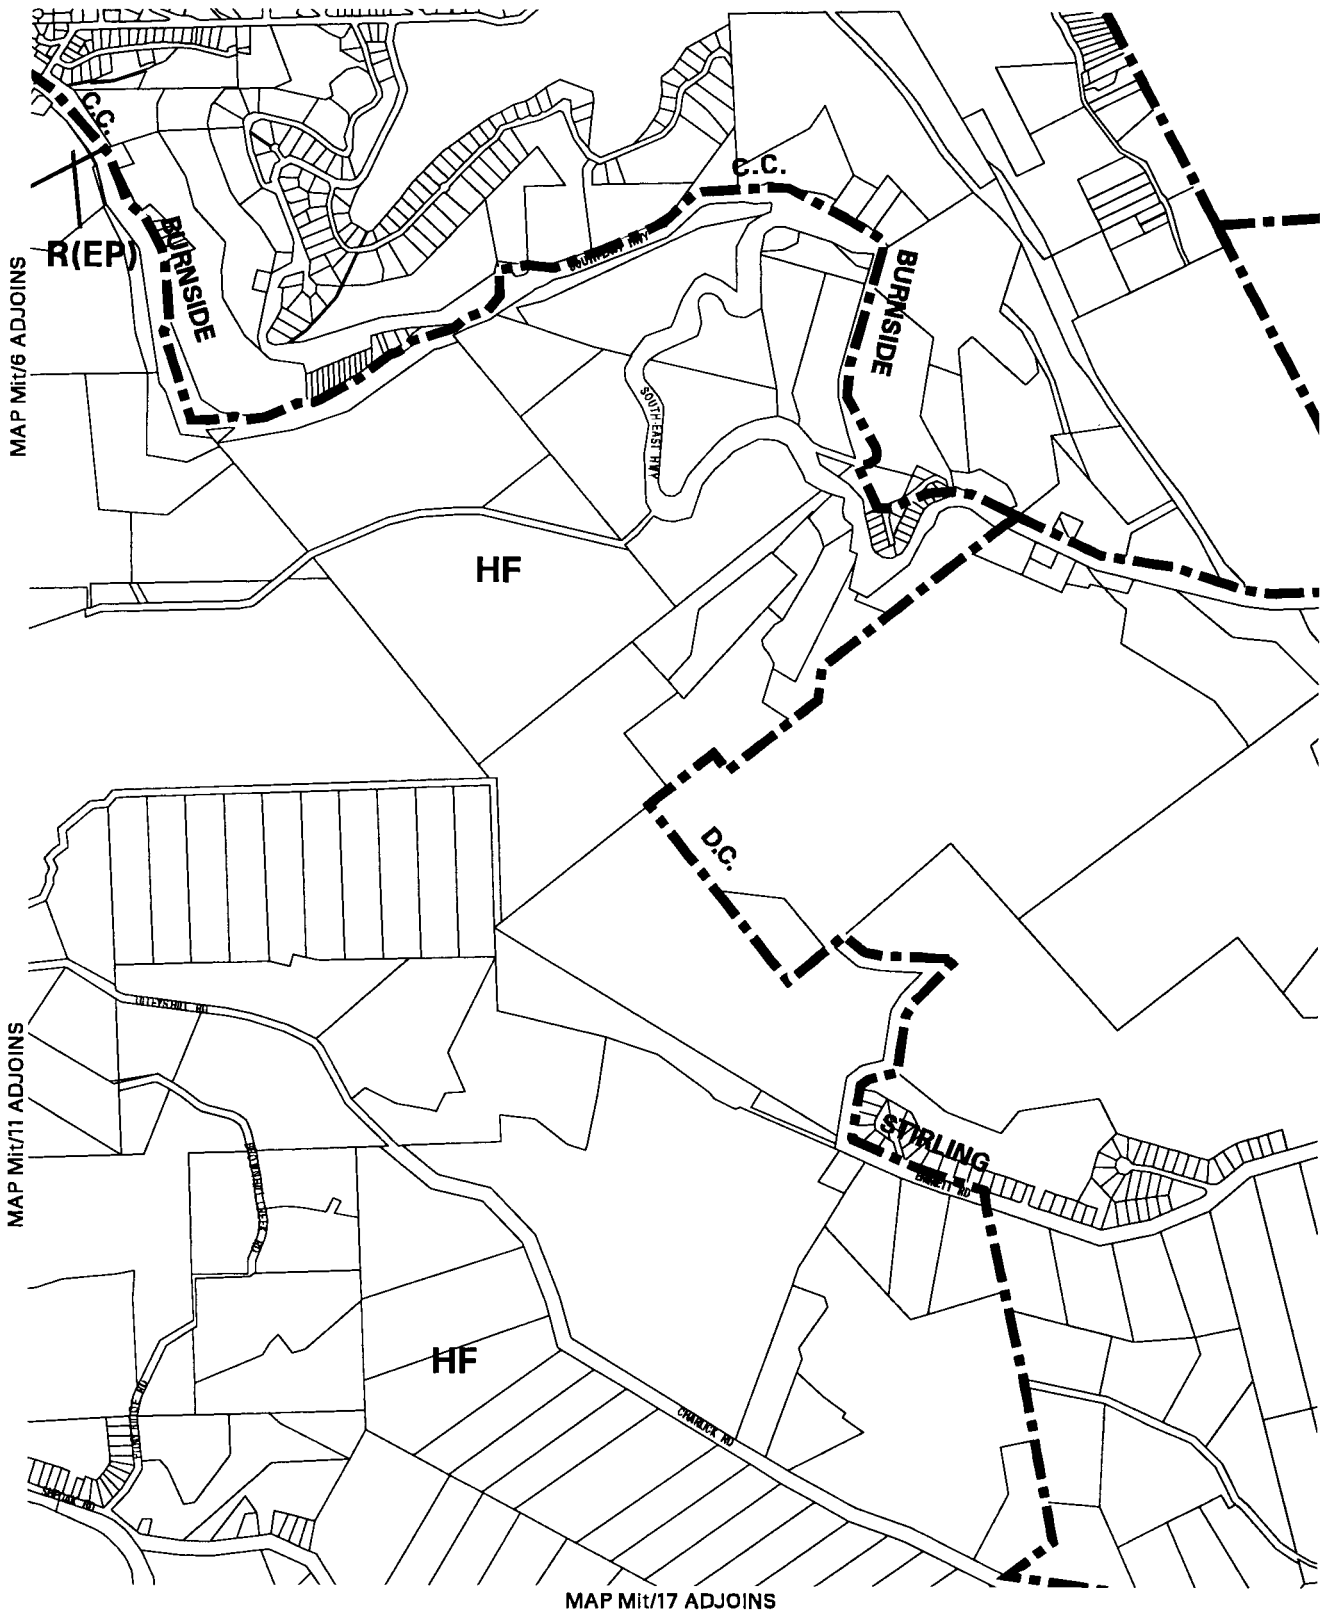 C.C.
C.C.
R(EP)
BURNSIDE
BURNSIDE
MAP Mit/6 ADJOINS
SOUTH-EAST HWY
HF
D.C.
MAP Mit/11 ADJOINS
STIRLING
HF
CHARLICK RD
MAP Mit/17 ADJOINS